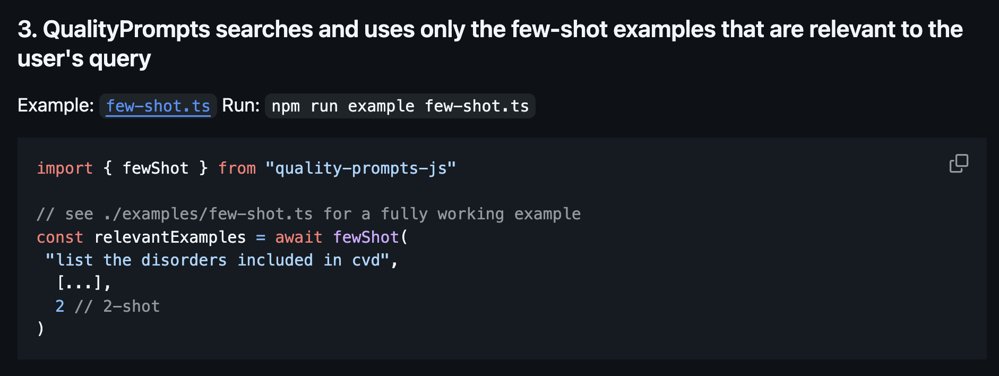 3. QualityPrompts searches and uses only the few-shot examples that are relevant to the
user's query
Example: few-shot.ts Run: npm run example few-shot.ts
import { fewShot } from "quality-prompts-js"
// see ./examples/few-shot.ts for a fully working example
const relevantExamples = await fewShot(
"list the disorders included in cvd",
[...],
2 // 2-shot
)